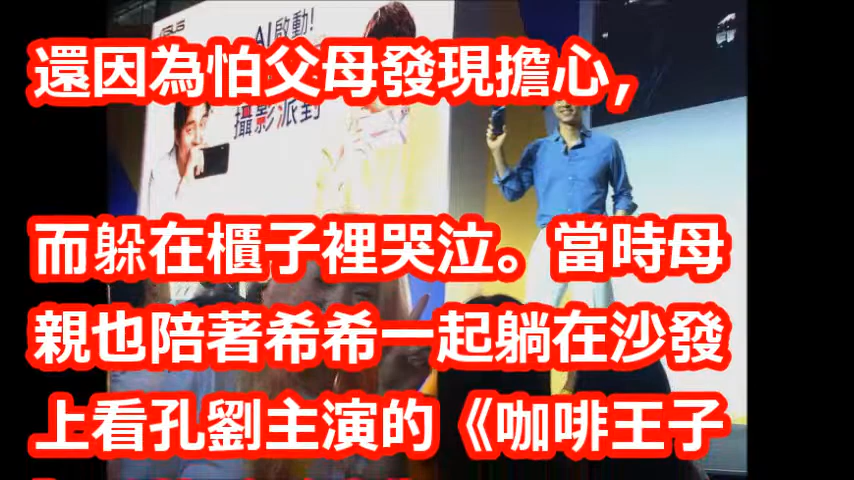 AI啟動!
攝影派對
還因為怕父母發現擔心，
而躲在櫃子裡哭泣。當時母
親也陪著希希一起躺在沙發
上看孔劉主演的《咖啡王子